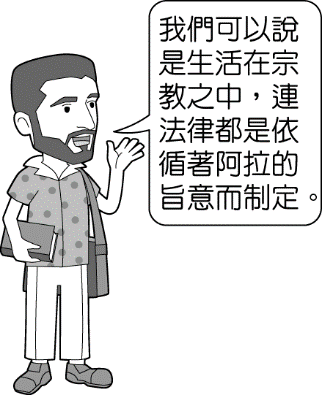 我們可以說
是生活在宗
教之中，連
法律都是依
循著阿拉的
旨意而制定。